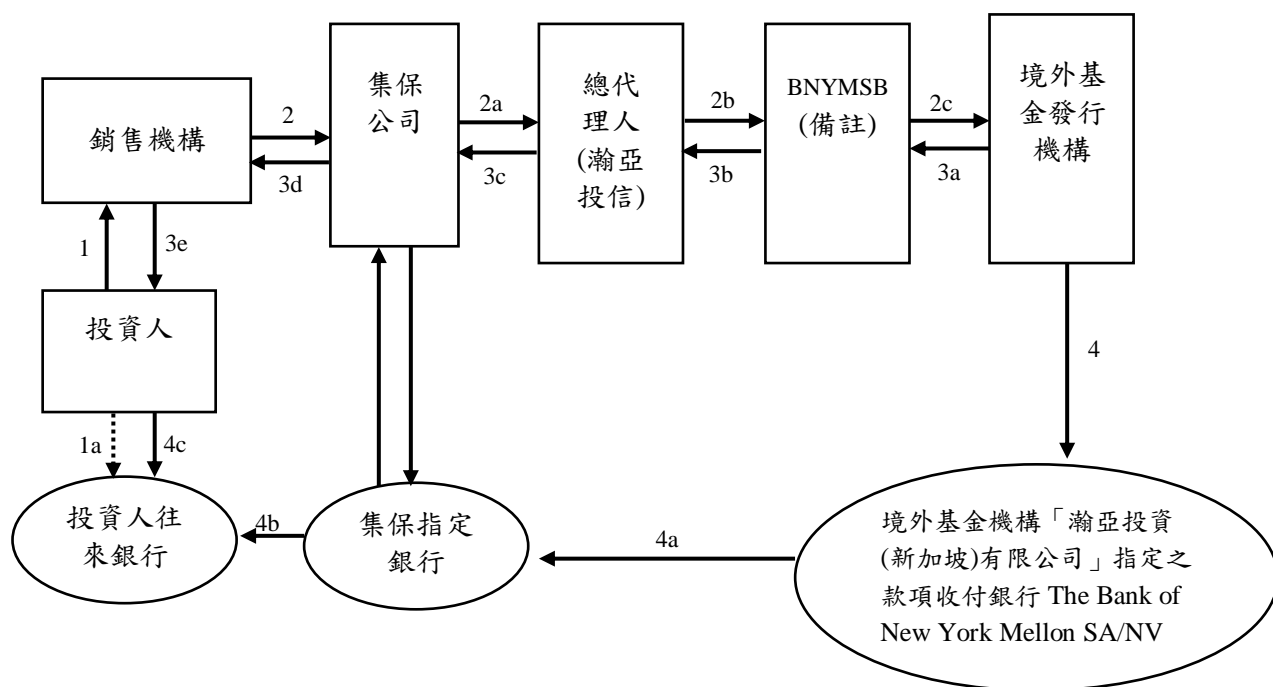 銷售機構
2
3d
集保
公司
2a
3c
總代
理人
(瀚亞
投信)
2b
3b
BNYMSB
(備註)
2c
3a
境外基
金發行
機構
1
3e
投資人
1a
4c
4
投資人往
來銀行
4b
集保指定
銀行
4a
境外基金機構「瀚亞投資
(新加坡)有限公司」指定之
款項收付銀行 The Bank of
New York Mellon SA/NV